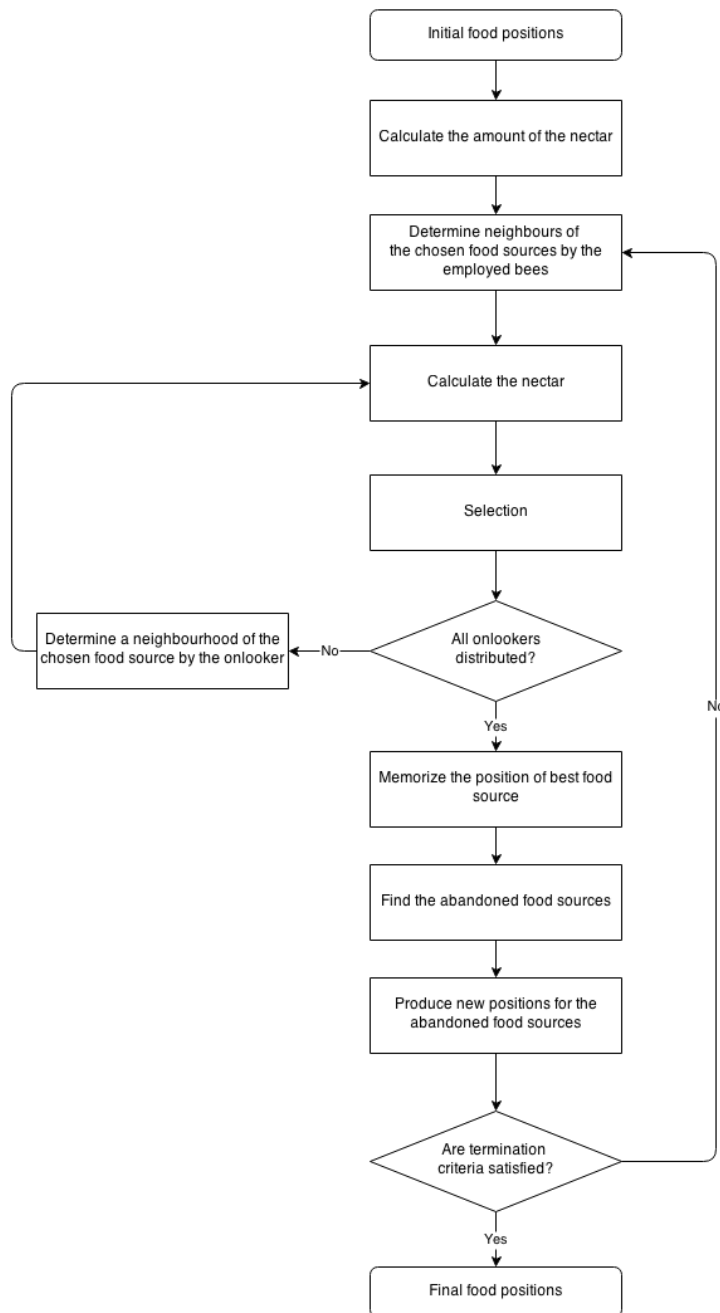 Initial food positions
Calculate the amount of the nectar
Determine neighbours of
the chosen food sources by the
employed bees
Calculate the nectar
Selection
All onlookers
distributed?
No
Determine a neighbourhood of the
chosen food source by the onlooker
Yes
Memorize the position of best food
source
Find the abandoned food sources
Produce new positions for the
abandoned food sources
Are termination
criteria satisfied?
No
Yes
Final food positions